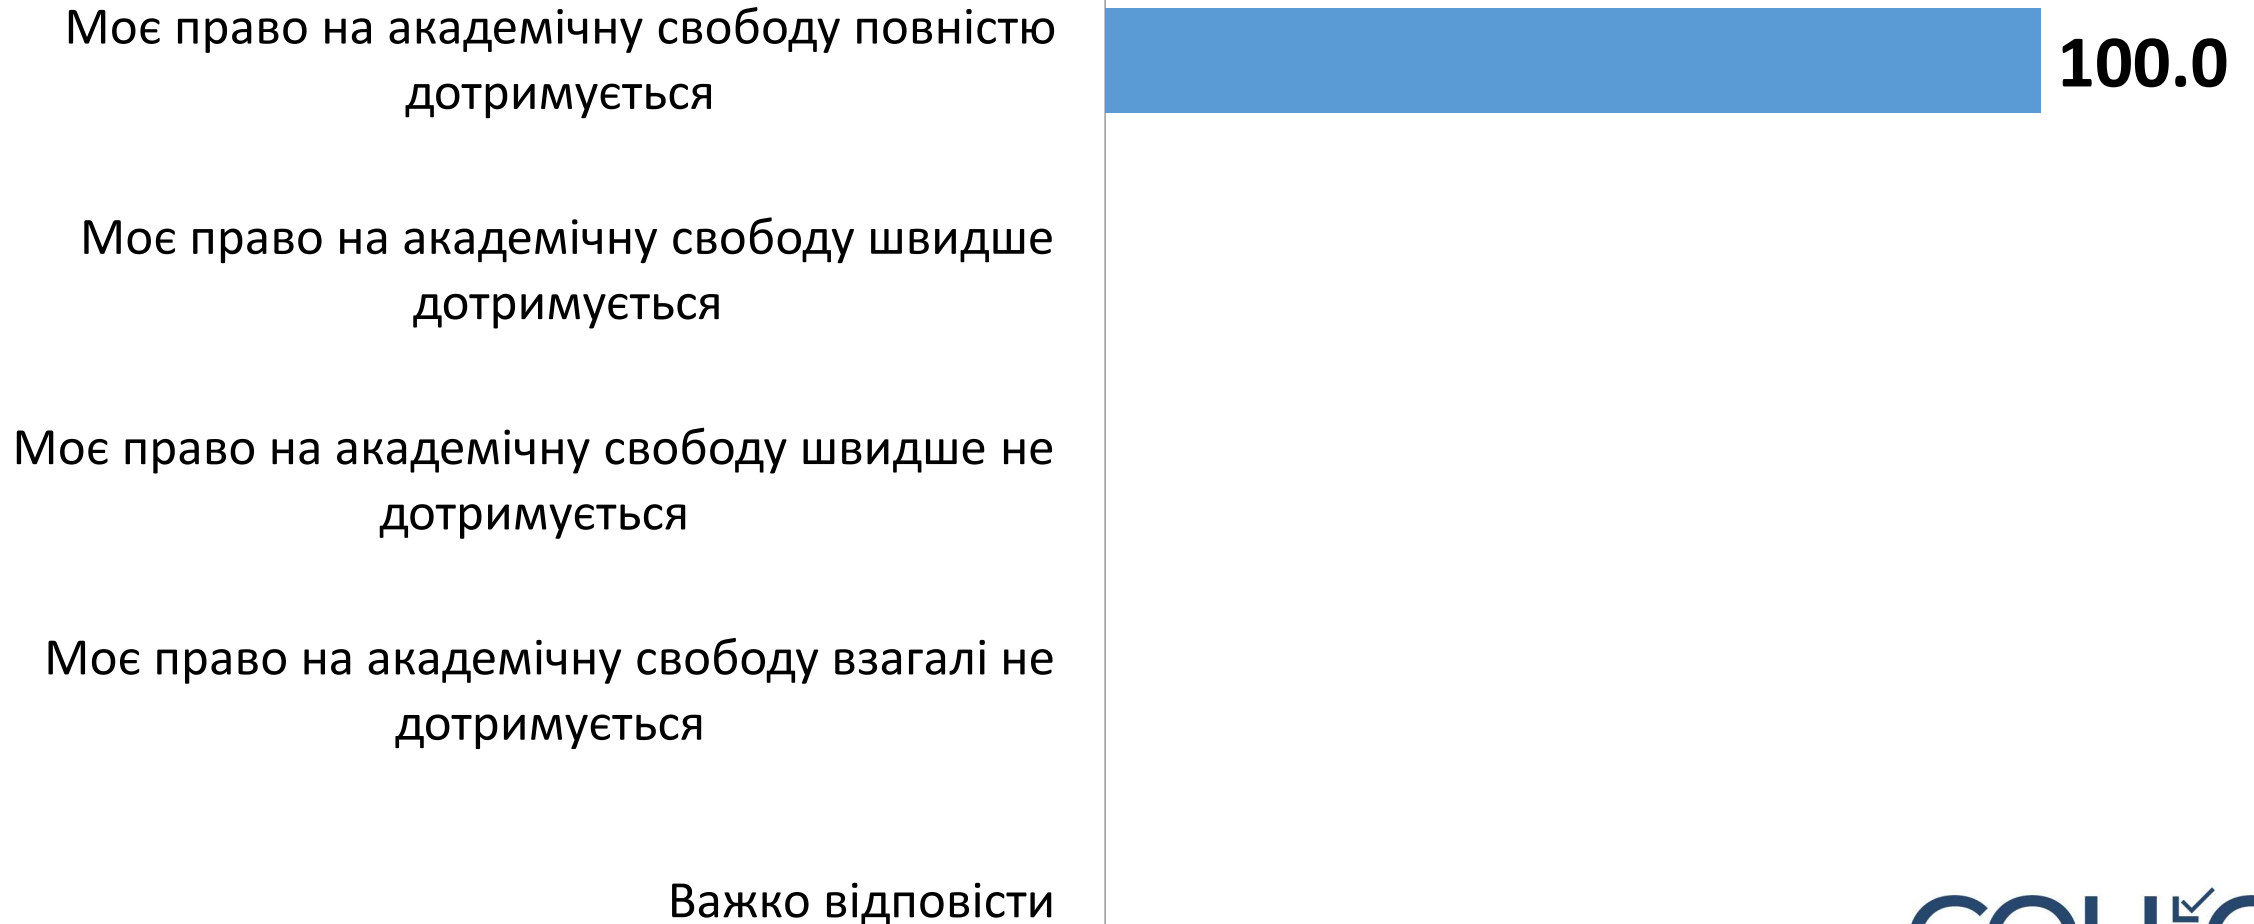 Моє право на академічну свободу повністю
дотримується
100.0
Моє право на академічну свободу швидше
дотримується
Моє право на академічну свободу швидше не
дотримується
Моє право на академічну свободу взагалі не
дотримується
Важко відповісти